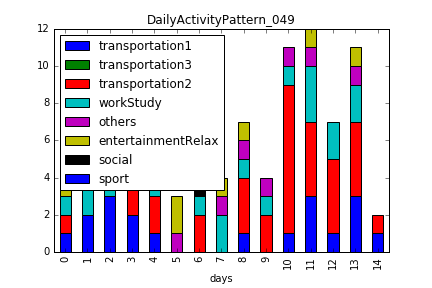 DailyActivityPattern_049
12
10
8
6
4
2
0
transportation1
transportation3
transportation2
workStudy
others
entertainmentRelax
social
sport
0 1 2 3 4 5 6 7 8 9 10 11 12 13 14
days